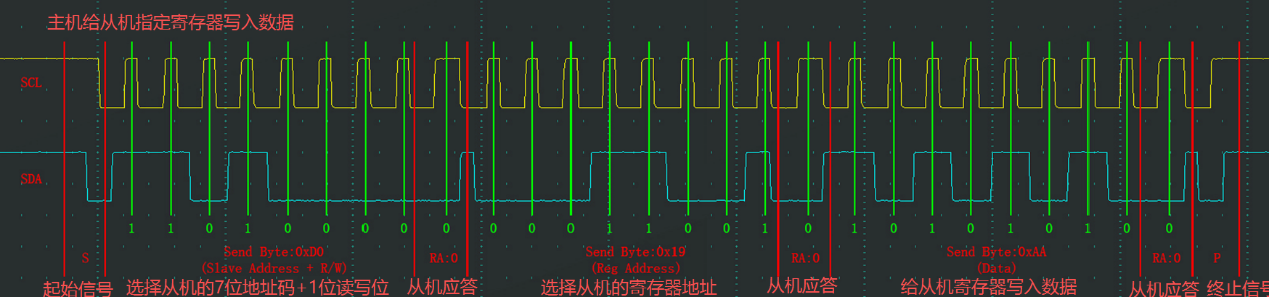 主机给从机指定寄存器写入数据
SCL
SDA
1 1 0 1 0 0 0 0 0 0 0 0 1 1 0 0 1 0 1 0 1 0 1 0 1 0 0
S Send Byte:0xD0 RA:0 Send Byte:0x19 RA:0 Send Byte:0xAA RA:0 P
(Slave Address + R/W) (Reg Address) (Data)
起始信号 选择从机的7位地址码+1位读写位 从机应答 选择从机的寄存器地址 从机应答 给从机寄存器写入数据 从机应答 终止信号